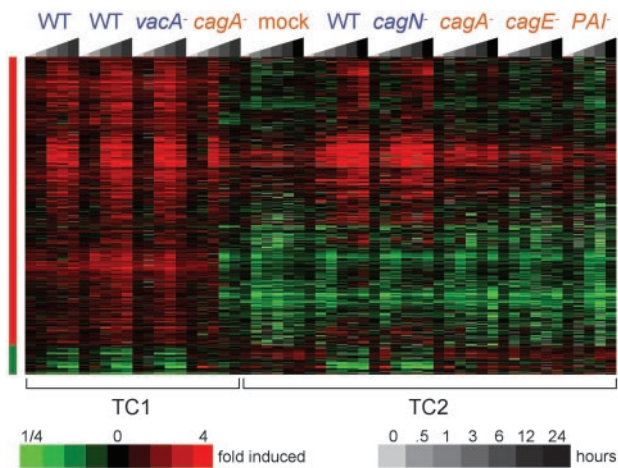 WT WT vacA- cagA- mock WT cagN- cagA- cagE- PAI-
TC1 TC2
1/4 0 4 fold induced
0 .5 1 3 6 12 24 hours